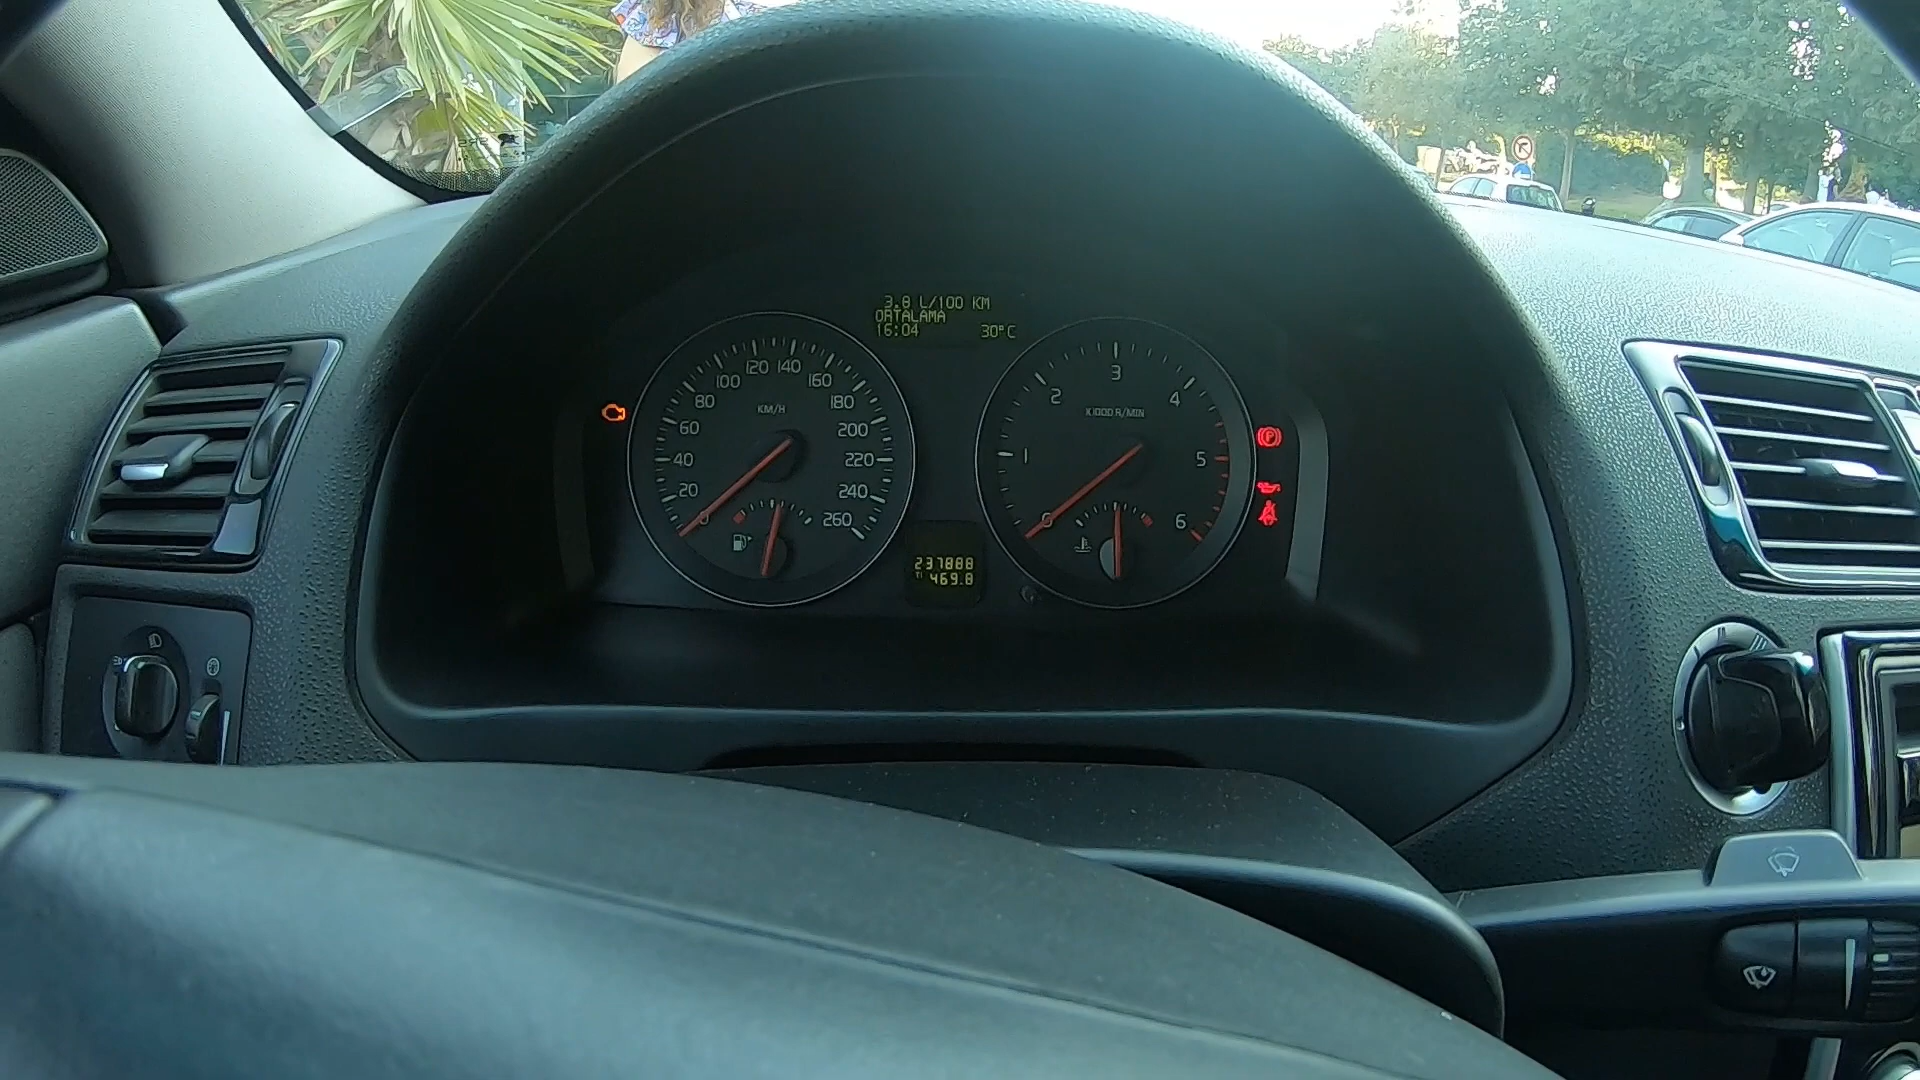 3.8 L/100 KM
ORTALAMA
16:04 30°C
0 20 40 60 80 100 120 140 160 180 200 220 240 260
KM/H
0 1 2 3 4 5 6
X1000 R/MIN
P
237888
T1 469.8